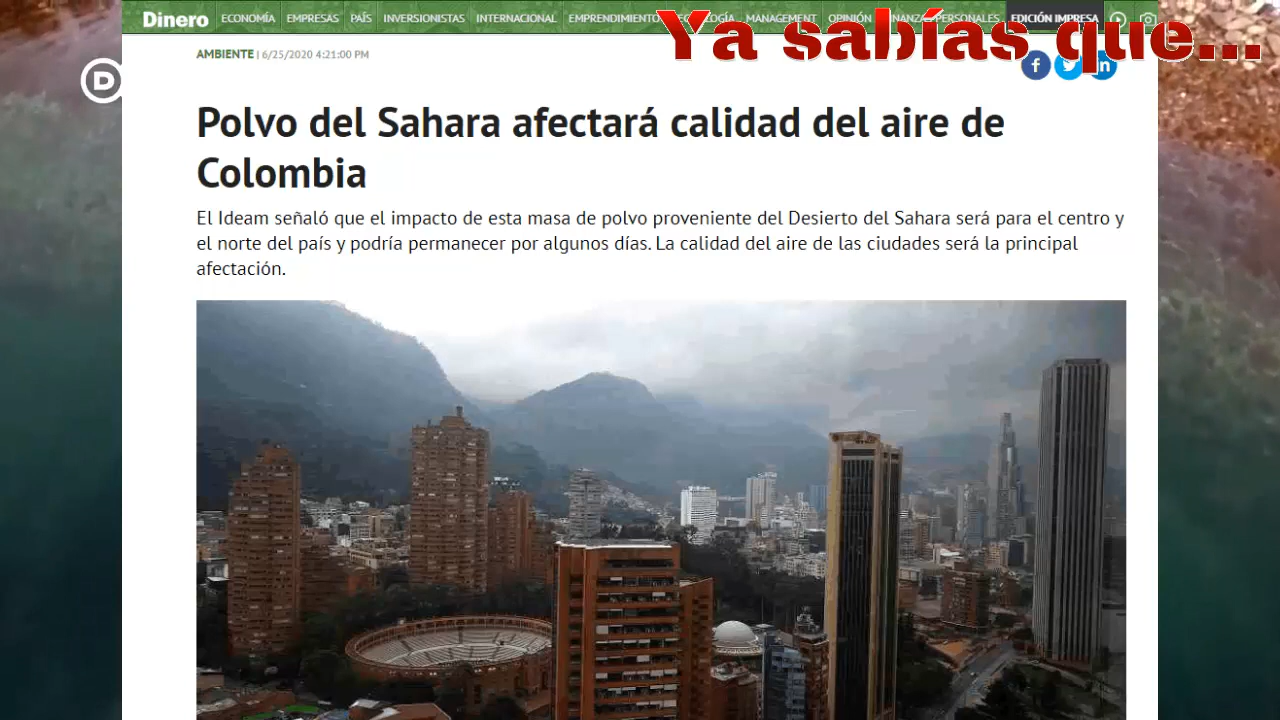 Dinero ECONOMÍA EMPRESAS PAÍS INVERSIONISTAS INTERNACIONAL EMPRENDIMIENTO MANAGEMENT OPINIÓN PERSONALES EDICIÓN IMPRESA
Ya sabías que...
AMBIENTE | 6/25/2020 4:21:00 PM
D
f in
Polvo del Sahara afectará calidad del aire de
Colombia
El Ideam señaló que el impacto de esta masa de polvo proveniente del Desierto del Sahara será para el centro y
el norte del país y podría permanecer por algunos días. La calidad del aire de las ciudades será la principal
afectación.